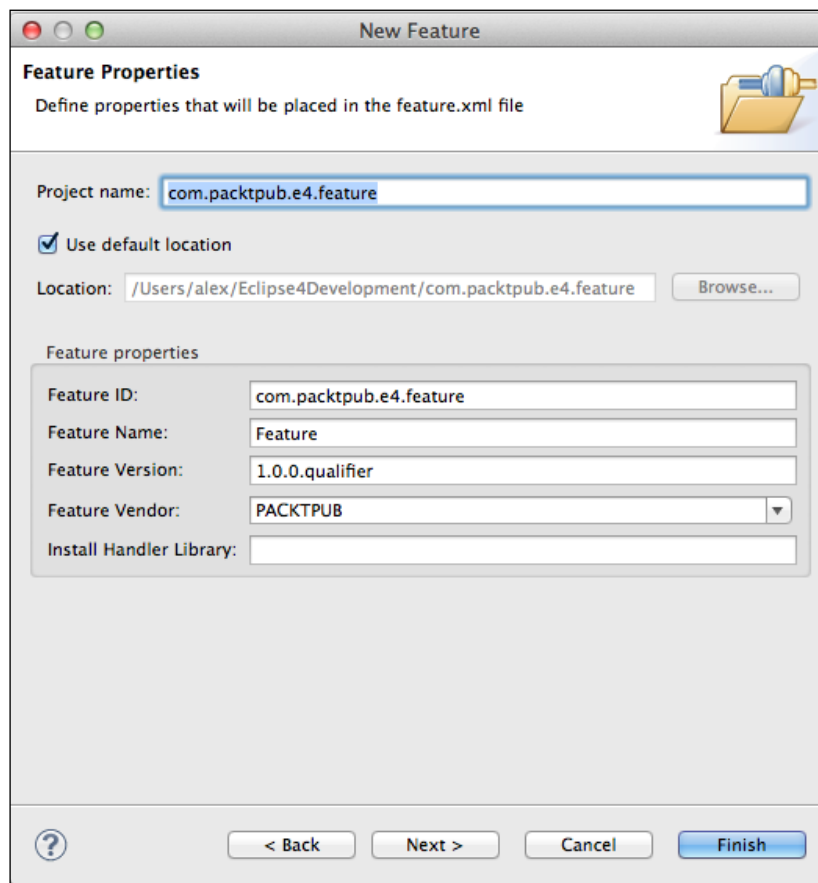 New Feature
Feature Properties
Define properties that will be placed in the feature.xml file
Project name: com.packtpub.e4.feature
Use default location
Location: /Users/alex/Eclipse4Development/com.packtpub.e4.feature Browse...
Feature properties
Feature ID: com.packtpub.e4.feature
Feature Name: Feature
Feature Version: 1.0.0.qualifier
Feature Vendor: PACKTPUB
Install Handler Library:
? < Back Next > Cancel Finish